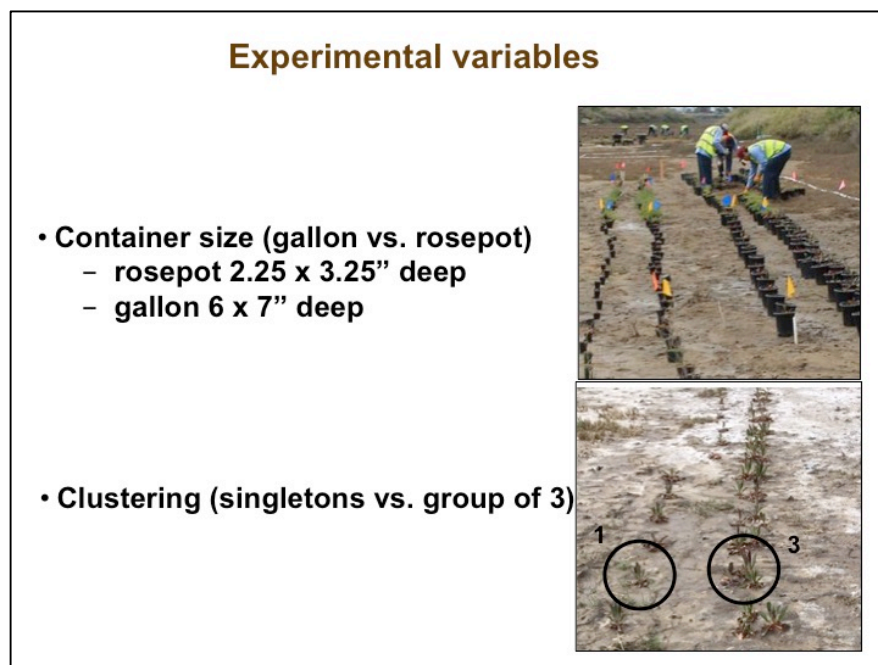 Experimental variables
• Container size (gallon vs. rosepot)
– rosepot 2.25 x 3.25” deep
– gallon 6 x 7” deep
• Clustering (singletons vs. group of 3)
1
3